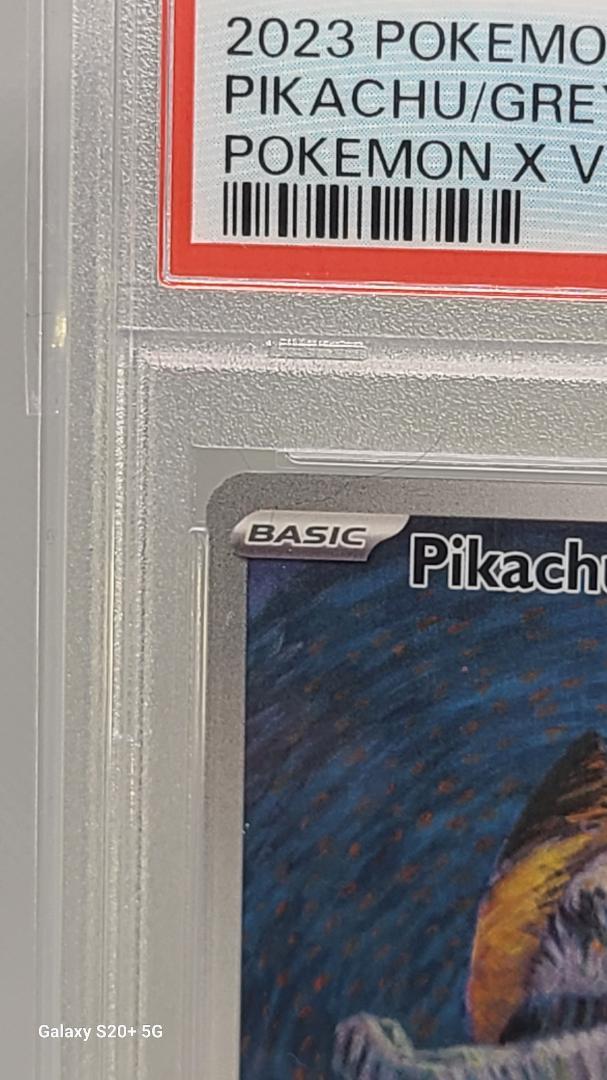 2023 POKEMO
PIKACHU/GREY
POKEMON X V
BASIC
Pikachu
Galaxy S20+ 5G